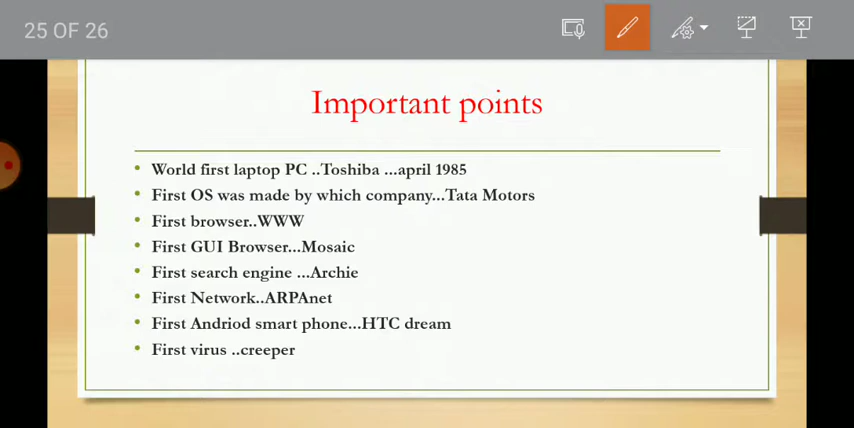 25 OF 26
Important points
World first laptop PC ..Toshiba ...april 1985
First OS was made by which company...Tata Motors
First browser..WWW
First GUI Browser...Mosaic
First search engine ...Archie
First Network..ARPAnet
First Andriod smart phone...HTC dream
First virus ..creeper